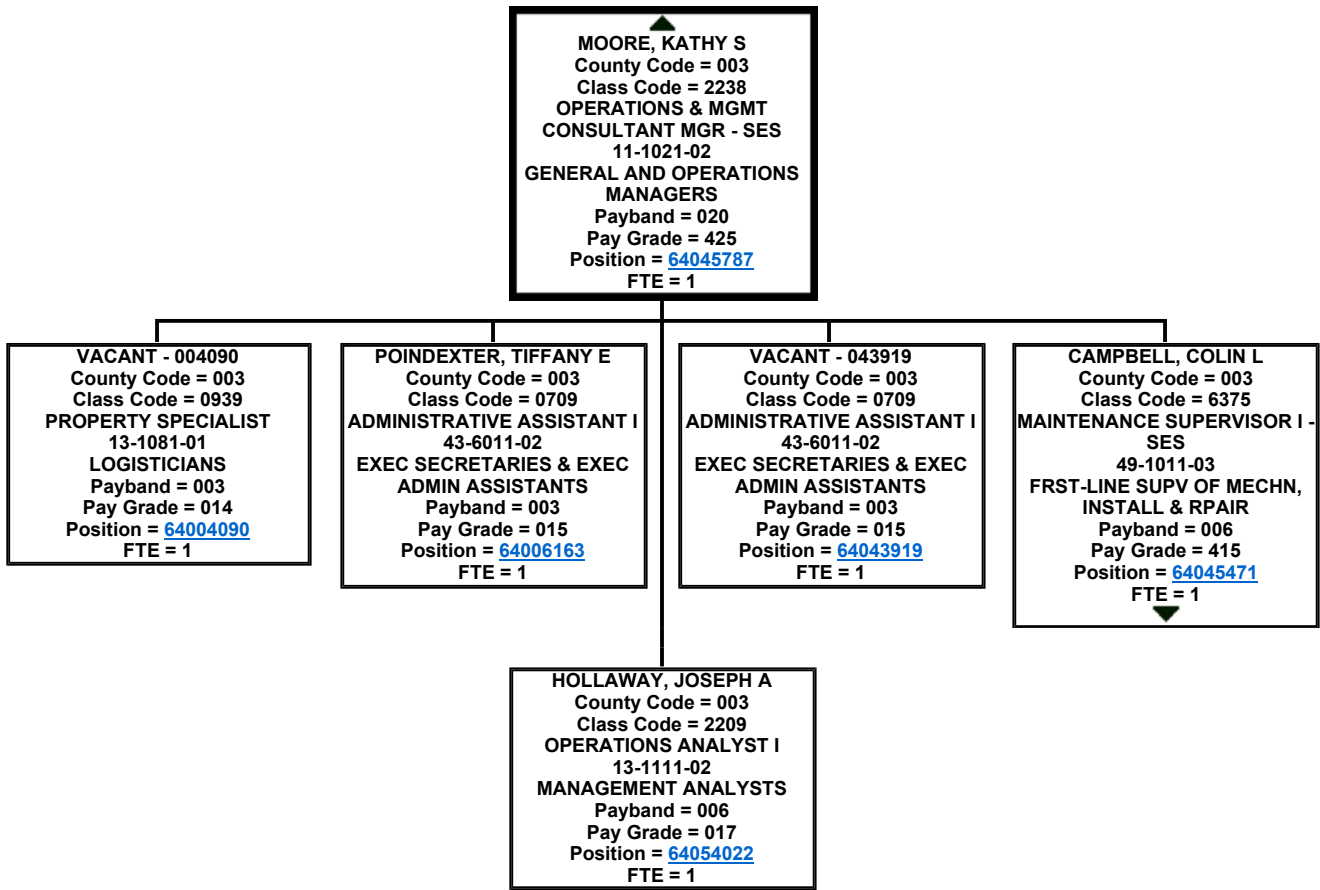 MOORE, KATHY S
County Code = 003
Class Code = 2238
OPERATIONS & MGMT
CONSULTANT MGR - SES
11-1021-02
GENERAL AND OPERATIONS
MANAGERS
Payband = 020
Pay Grade = 425
Position = 64045787
FTE = 1
VACANT - 004090
County Code = 003
Class Code = 0939
PROPERTY SPECIALIST
13-1081-01
LOGISTICIANS
Payband = 003
Pay Grade = 014
Position = 64004090
FTE = 1
POINDEXTER, TIFFANY E
County Code = 003
Class Code = 0709
ADMINISTRATIVE ASSISTANT I
43-6011-02
EXEC SECRETARIES & EXEC
ADMIN ASSISTANTS
Payband = 003
Pay Grade = 015
Position = 64006163
FTE = 1
VACANT - 043919
County Code = 003
Class Code = 0709
ADMINISTRATIVE ASSISTANT I
43-6011-02
EXEC SECRETARIES & EXEC
ADMIN ASSISTANTS
Payband = 003
Pay Grade = 015
Position = 64043919
FTE = 1
CAMPBELL, COLIN L
County Code = 003
Class Code = 6375
MAINTENANCE SUPERVISOR I -
SES
49-1011-03
FRST-LINE SUPV OF MECHN,
INSTALL & RPAIR
Payband = 006
Pay Grade = 415
Position = 64045471
FTE = 1
HOLLAWAY, JOSEPH A
County Code = 003
Class Code = 2209
OPERATIONS ANALYST I
13-1111-02
MANAGEMENT ANALYSTS
Payband = 006
Pay Grade = 017
Position = 64054022
FTE = 1